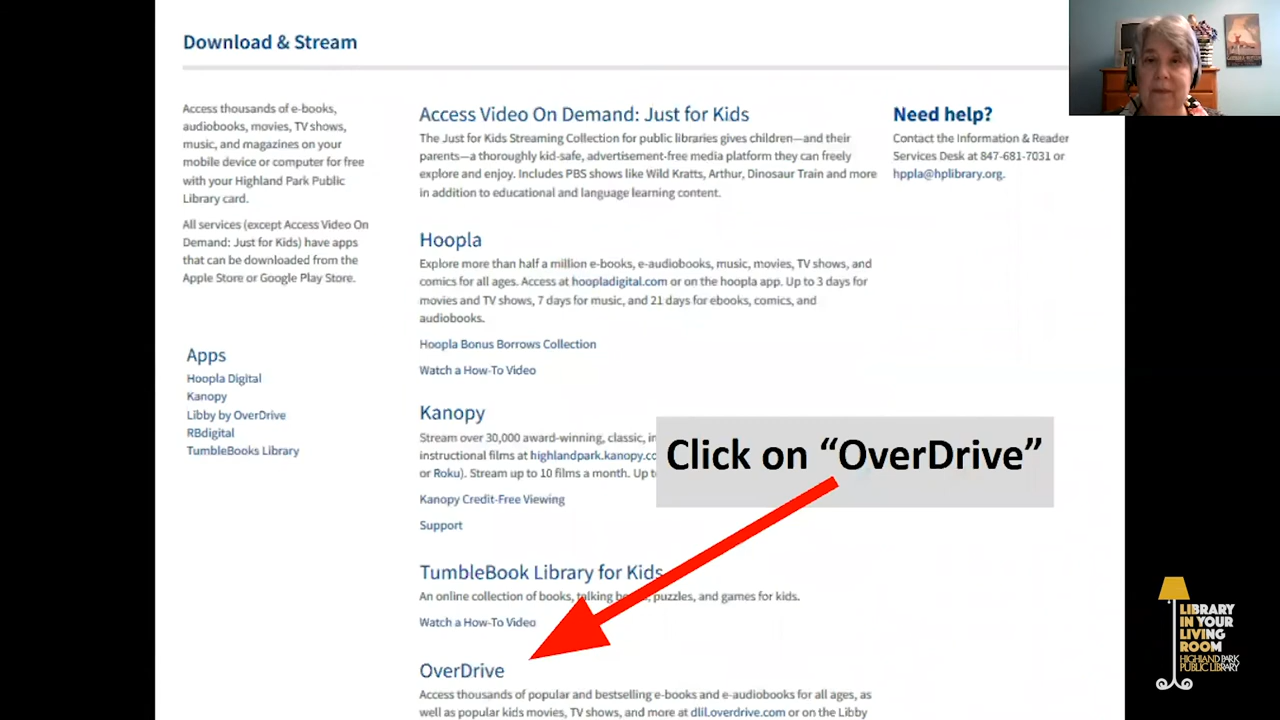 Download & Stream
Access thousands of e-books,
audiobooks, movies, TV shows,
music, and magazines on your
mobile device or computer for free
with your Highland Park Public
Library card.
All services (except Access Video On
Demand: Just for Kids) have apps
that can be downloaded from the
Apple Store or Google Play Store.
Apps
Hoopla Digital
Kanopy
Libby by OverDrive
RBdigital
TumbleBooks Library
Access Video On Demand: Just for Kids
The Just for Kids Streaming Collection for public libraries gives children—and their
parents—a thoroughly kid-safe, advertisement-free media platform they can freely
explore and enjoy. Includes PBS shows like Wild Kratts, Arthur, Dinosaur Train and more
in addition to educational and language learning content.
Hoopla
Explore more than half a million e-books, e-audiobooks, music, movies, TV shows, and
comics for all ages. Access at hoopladigital.com or on the hoopla app. Up to 3 days for
movies and TV shows, 7 days for music, and 21 days for ebooks, comics, and
audiobooks.
Hoopla Bonus Borrows Collection
Watch a How-To Video
Kanopy
Stream over 30,000 award-winning, classic,
instructional films at highlandpark.kanopy.co
or Roku). Stream up to 10 films a month. Up to
Kanopy Credit-Free Viewing
Support
Click on “OverDrive”
TumbleBook Library for Kids
An online collection of books, talking puzzles, and games for kids.
Watch a How-To Video
OverDrive
Access thousands of popular and bestselling e-books and e-audiobooks for all ages, as
well as popular kids movies, TV shows, and more at dlil.overdrive.com or on the Libby
Need help?
Contact the Information & Reader
Services Desk at 847-681-7031 or
hppla@hplibrary.org.
LIBRARY
IN YOUR
LIVING
ROOM
HIGHLAND PARK
PUBLIC LIBRARY